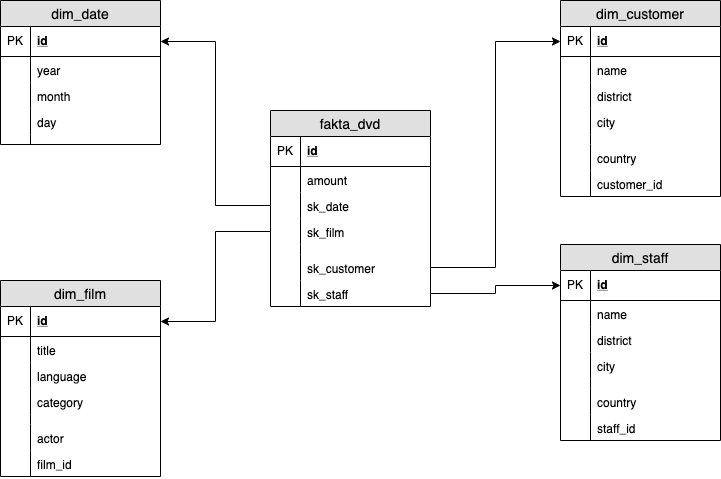 dim_date
PK id
year
month
day
dim_customer
PK id
name
district
city
country
customer_id
fakta_dvd
PK id
amount
sk_date
sk_film
sk_customer
sk_staff
dim_film
PK id
title
language
category
actor
film_id
dim_staff
PK id
name
district
city
country
staff_id